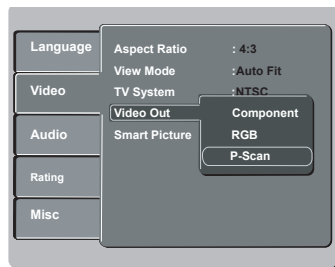 Language
Video
Audio
Rating
Misc
Aspect Ratio : 4:3
View Mode :Auto Fit
TV System :NTSC
Video Out
Smart Picture
Component
RGB
P-Scan